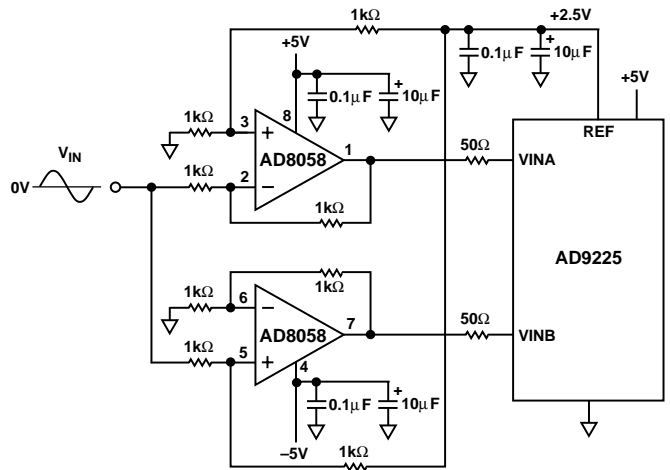 1kΩ
+2.5V
+5V
0.1μF
10μF
+
+5V
8
0.1μF
10μF
+
REF
1kΩ
3
+
AD8058
1
50Ω
VINA
VIN
0V
1kΩ
2
−
1kΩ
AD9225
1kΩ
1kΩ
6
−
AD8058
7
50Ω
VINB
1kΩ
5
+
4
0.1μF
10μF
+
−5V
1kΩ